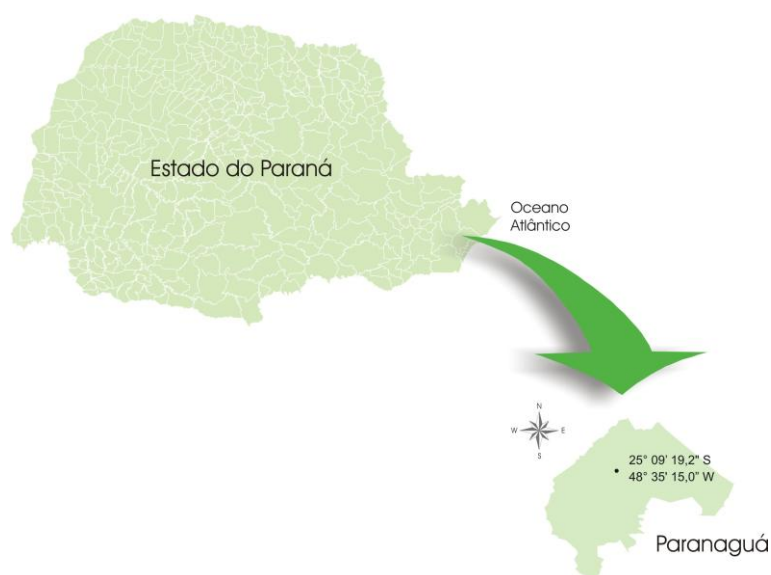 Estado do Paraná
Oceano
Atlântico
N
W E
S
25° 09' 19,2" S
48° 35' 15,0” W
Paranaguá